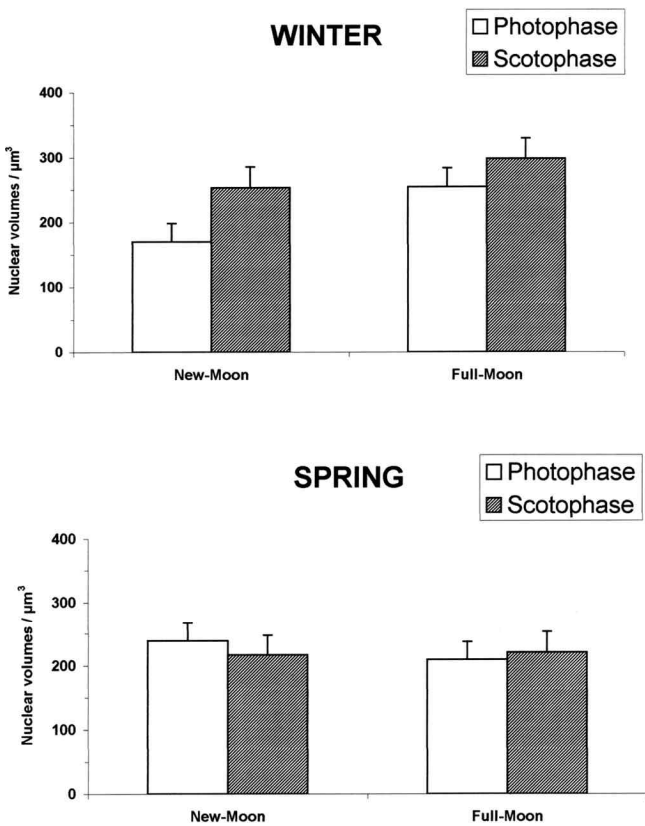 WINTER
Photophase
Scotophase
Nuclear volumes / µm³
400
300
200
100
0
New-Moon Full-Moon
SPRING
Photophase
Scotophase
Nuclear volumes / µm³
400
300
200
100
0
New-Moon Full-Moon